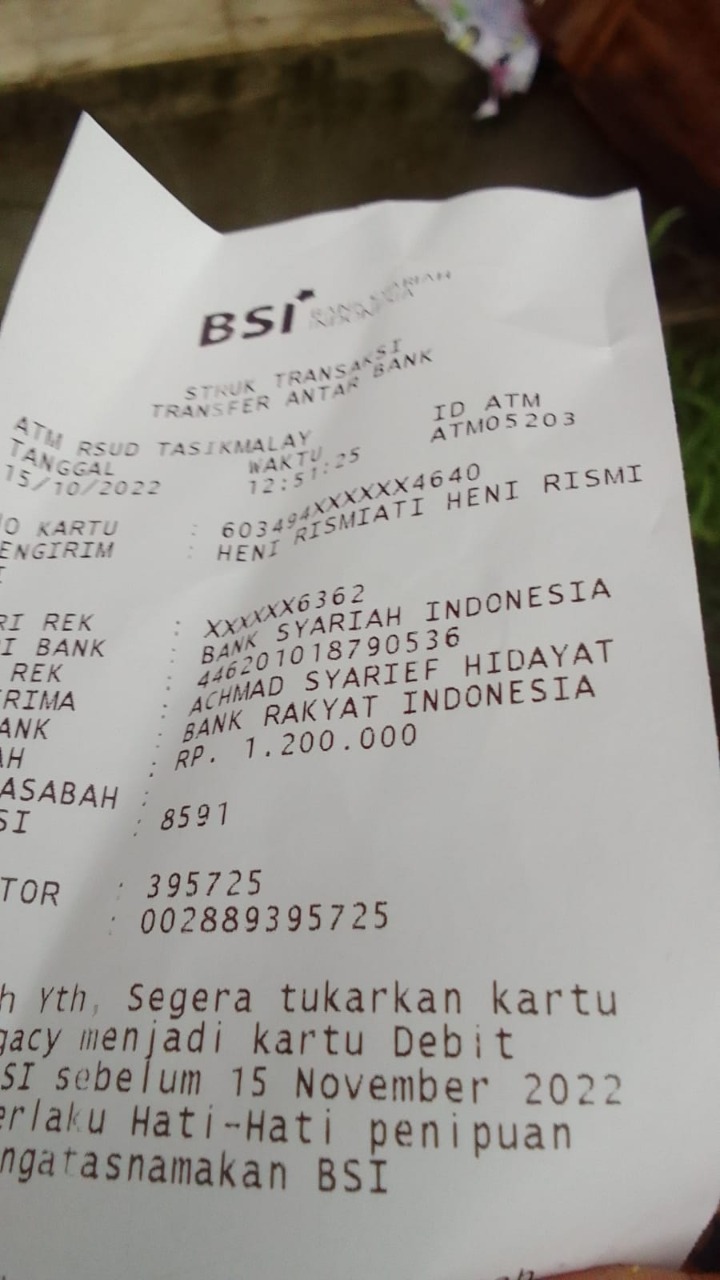 BSI BANK SYARIAH INDONESIA
STRUK TRANSAKSI
TRANSFER ANTAR BANK
ATM RSUD TASIKMALAY
ID ATM
TANGGAL WAKTU ATM05203
15/10/2022 12:51:25
O KARTU : 603494XXXXXX4640
ENGIRIM : HENI RISMIATI HENI RISMI
I
RI REK : XXXXXX6362
I BANK : BANK SYARIAH INDONESIA
REK : 446201018790536
RIMA : ACHMAD SYARIEF HIDAYAT
ANK : BANK RAKYAT INDONESIA
AH : RP. 1.200.000
ASABAH :
SI : 8591
TOR : 395725
: 002889395725
h Yth, Segera tukarkan kartu
gacy menjadi kartu Debit
SI sebelum 15 November 2022
erlaku Hati-Hati penipuan
ngatasnamakan BSI